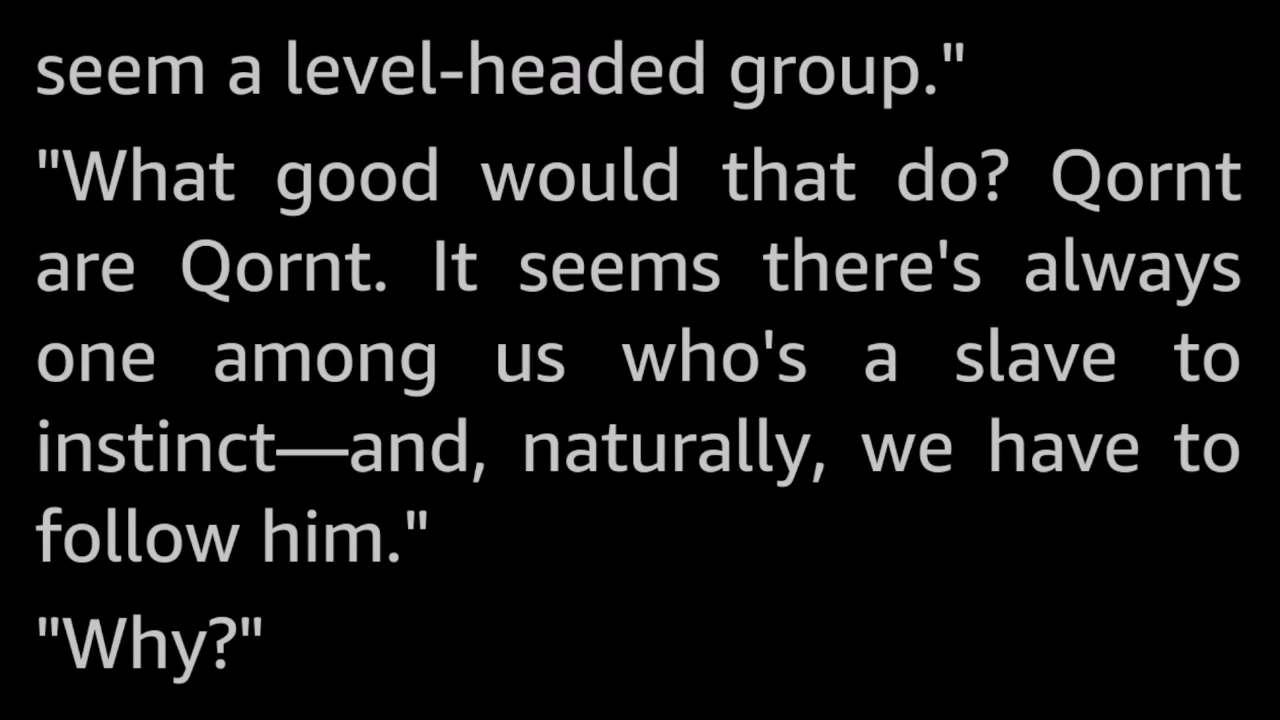 seem a level-headed group."
"What good would that do? Qornt
are Qornt. It seems there's always
one among us who's a slave to
instinct—and, naturally, we have to
follow him."
"Why?"